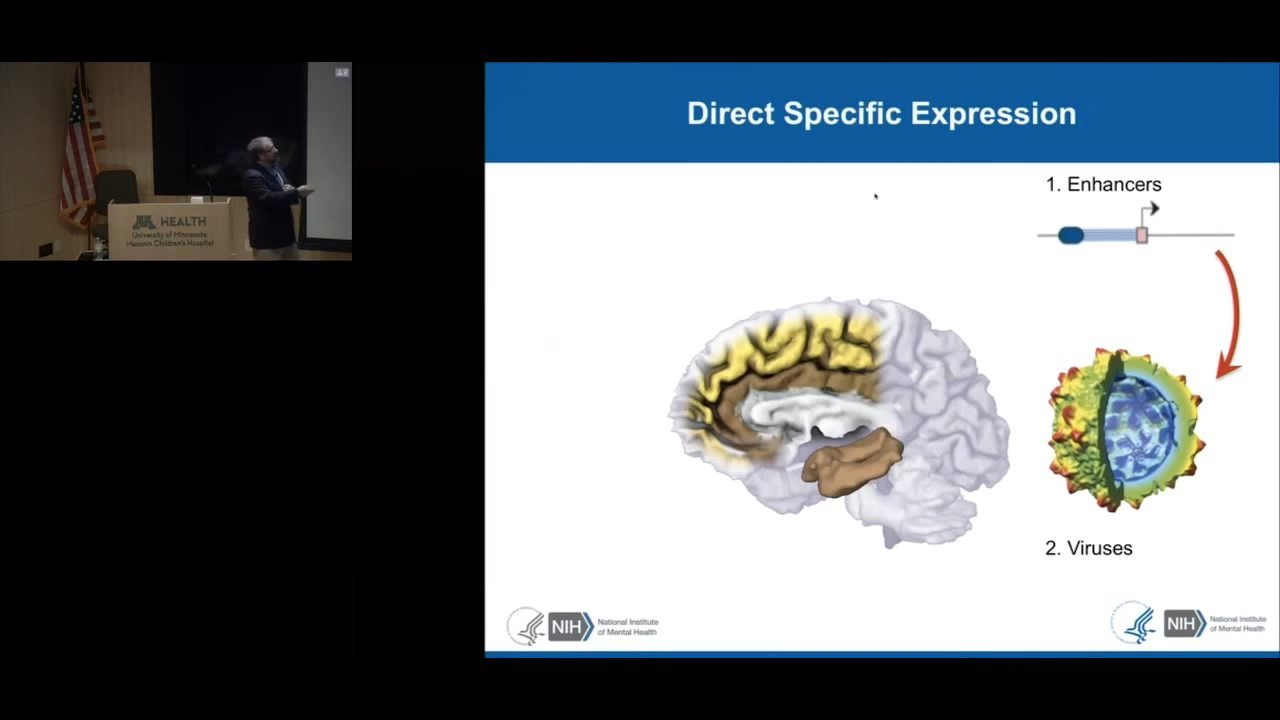 Direct Specific Expression
1. Enhancers
HEALTH
University of Minnesota
Masonic Children's Hospital
2. Viruses
NIH
National Institute
of Mental Health
NIH
National Institute
of Mental Health